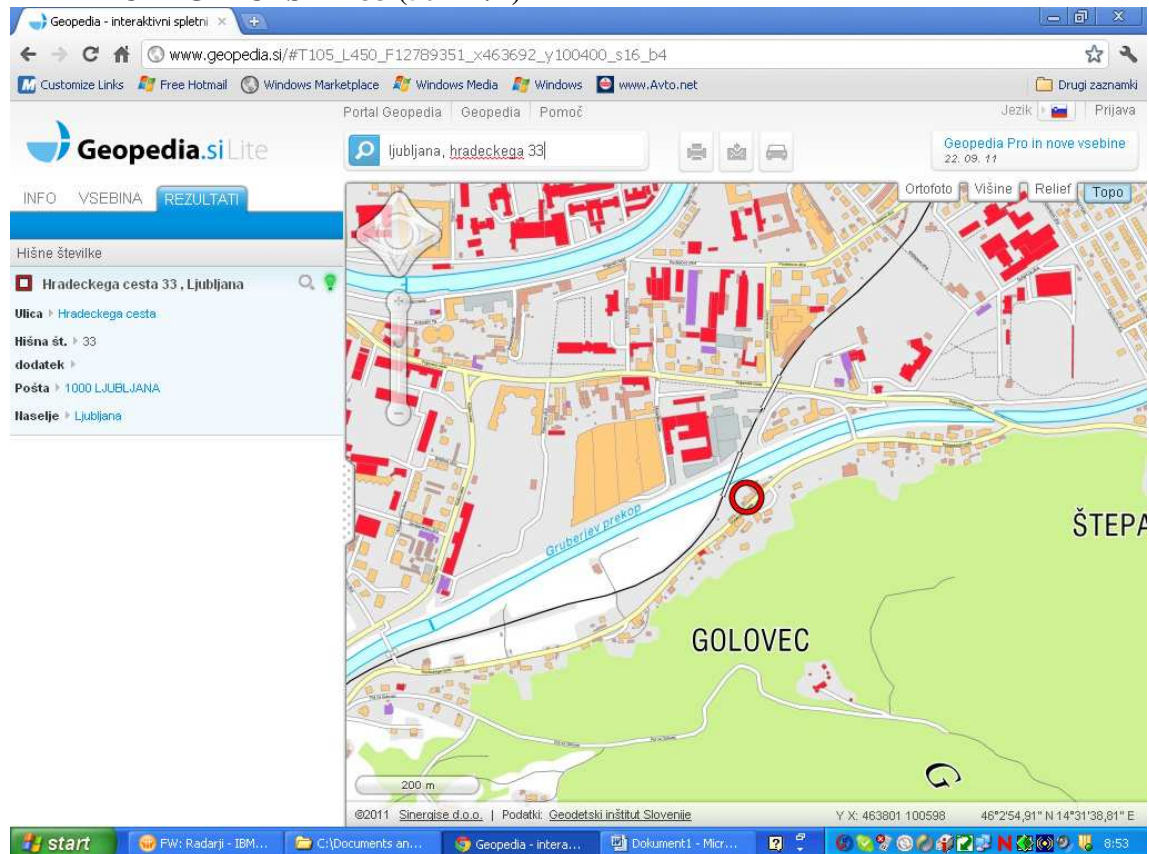 Geopedia - interaktivni spletni
www.geopedia.si/#T105_L450_F12789351_x463692_y100400_s16_b4
Customize Links Free Hotmail Windows Marketplace Windows Media Windows www.Avto.net Drugi zaznamki
Portal Geopedia Geopedia Pomoč Jezik Prijava
Geopedia.si Lite
ljubljana, hradeckega 33
Geopedia Pro in nove vsebine
22. 09. 11
INFO VSEBINA REZULTATI
Ortofoto Višine Relief Topo
Hišne številke
Hradeckega cesta 33 , Ljubljana
Ulica Hradeckega cesta
Hišna št. 33
dodatek
Pošta 1000 LJUBLJANA
Naselje Ljubljana
Gruberjev prekop
ŠTEPA
GOLOVEC
G
200 m
©2011 Sinergise d.o.o. | Podatki: Geodetski inštitut Slovenije Y X: 463801 100598 46°2'54,91" N 14°31'38,81" E
start FW: Radarji - IBM... C:\Documents an... Geopedia - intera... Dokument1 - Micr... 8:53